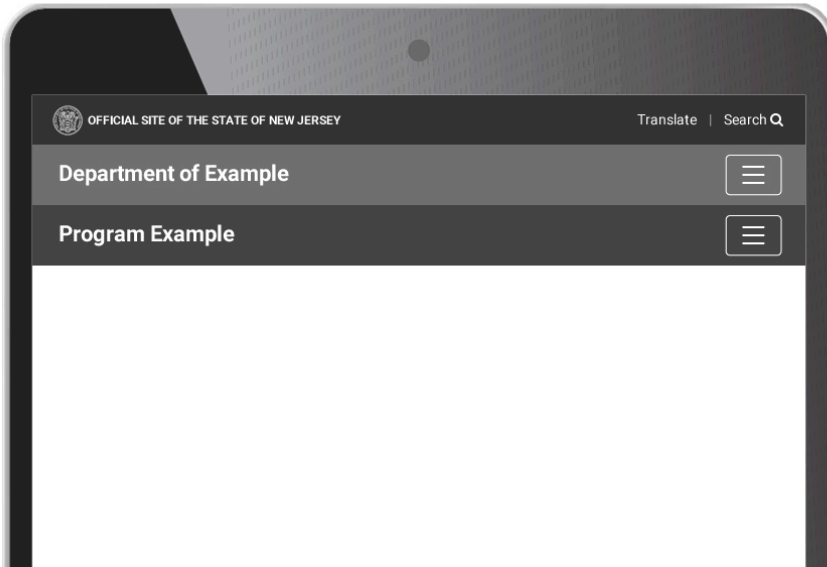 OFFICIAL SITE OF THE STATE OF NEW JERSEY
Translate | Search
Department of Example
Program Example